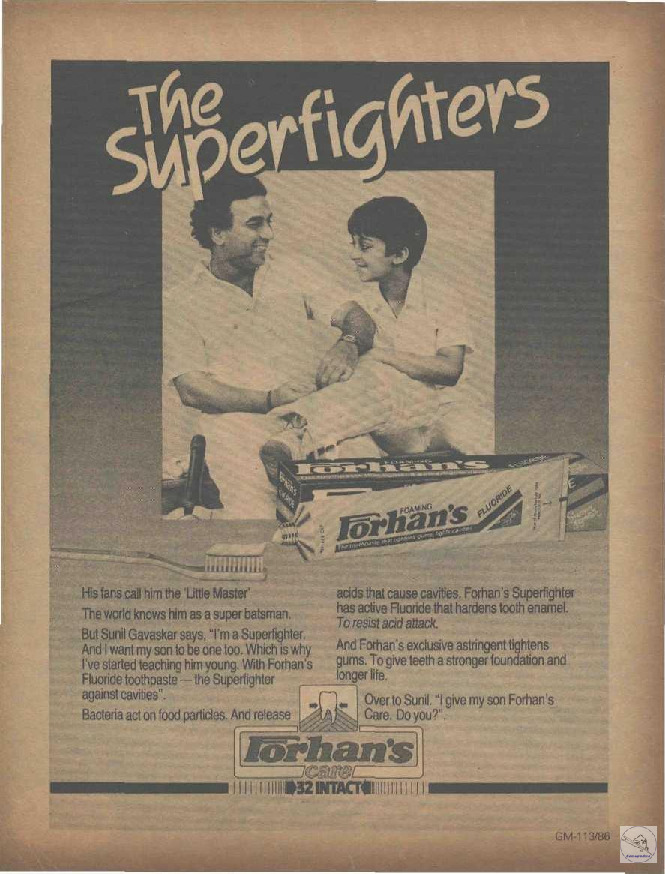 The
Superfighters
Forhan's
FOAMING
Forhan's
FLUORIDE
His fans call him the 'Little Master'
The world knows him as a super batsman.
But Sunil Gavaskar says, "I'm a Superfighter.
And I want my son to be one too. Which is why
I've started teaching him young. With Forhan's
Fluoride toothpaste — the Superfighter
against cavities".
Bacteria act on food particles. And release
acids that cause cavities. Forhan's Superfighter
has active Fluoride that hardens tooth enamel.
To resist acid attack.
And Forhan's exclusive astringent tightens
gums. To give teeth a stronger foundation and
longer life.
Over to Sunil. "I give my son Forhan's
Care. Do you?"
Forhan's
care
32 INTACT
GM-113/86